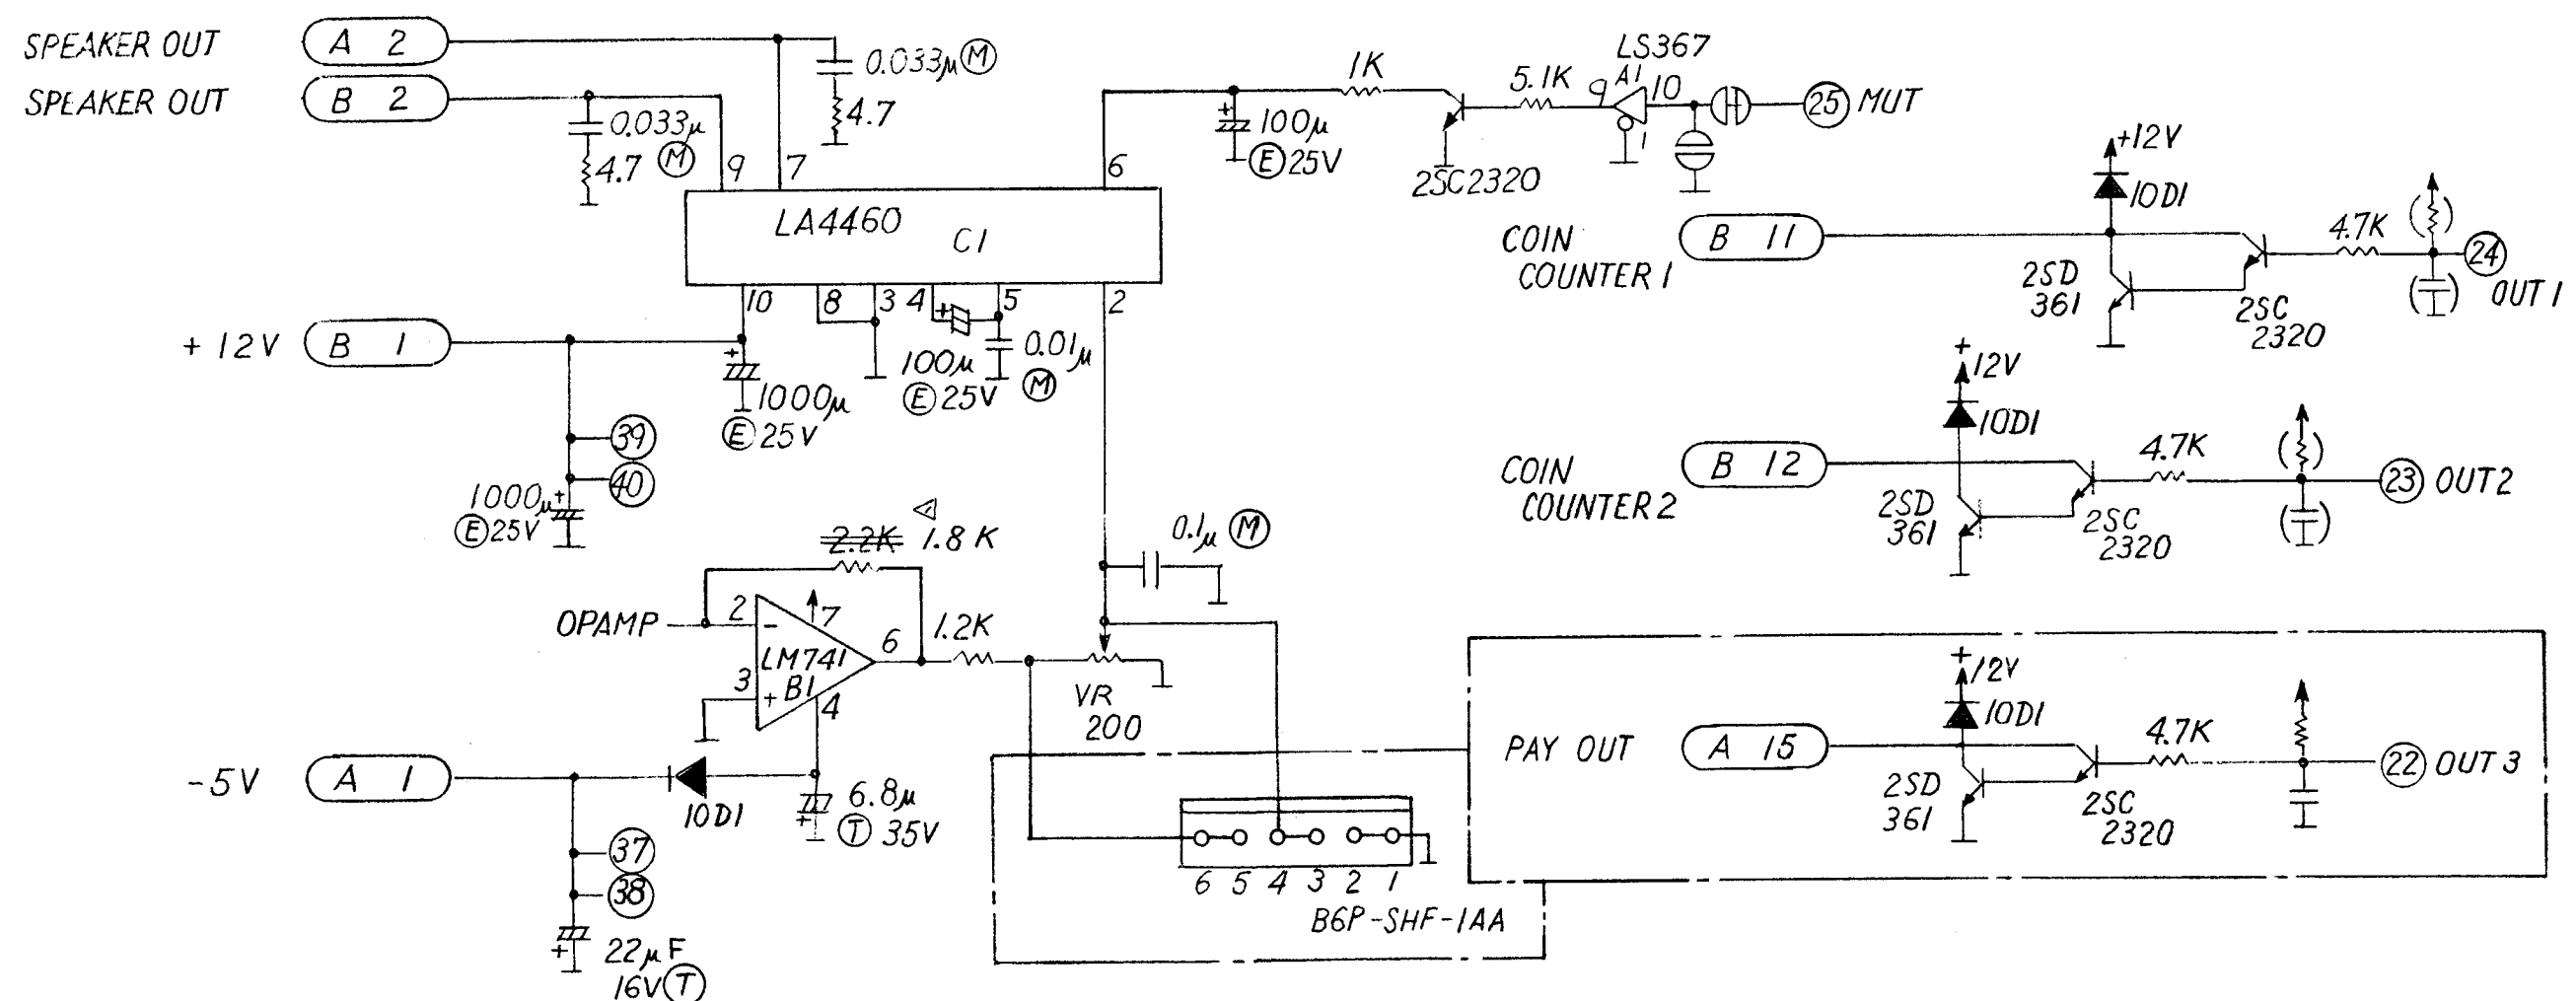 SPEAKER OUT A 2
0.033μ Ⓜ
4.7
SPEAKER OUT B 2
0.033μ
Ⓜ
4.7
9 7 6
LA4460
C1
10 8 3 4 5 2
1K
5.1K
LS367
9 A1 10
1
25 MUT
+
100μ
Ⓔ 25V
2SC2320
+12V
10D1
COIN
COUNTER 1
B 11
4.7K
( )
24
OUT 1
2SD
361
2SC
2320
( )
+12V B 1
+
1000μ
Ⓔ 25V
+
100μ
Ⓔ 25V
0.01μ
Ⓜ
39
40
1000μ +
Ⓔ 25V
+
12V
10D1
COIN
COUNTER 2
B 12
4.7K
( )
23 OUT2
2SD
361
2SC
2320
( )
0.1μ Ⓜ
2.2K 1.8K
OPAMP
2 -
7
LM741
B1
3 +
4
6
1.2K
VR
200
-5V A 1
10D1
+
6.8μ
Ⓣ 35V
37
38
+
22μF
16V Ⓣ
6 5 4 3 2 1
B6P-SHF-1AA
+
12V
10D1
PAY OUT A 15
4.7K
22 OUT 3
2SD
361
2SC
2320